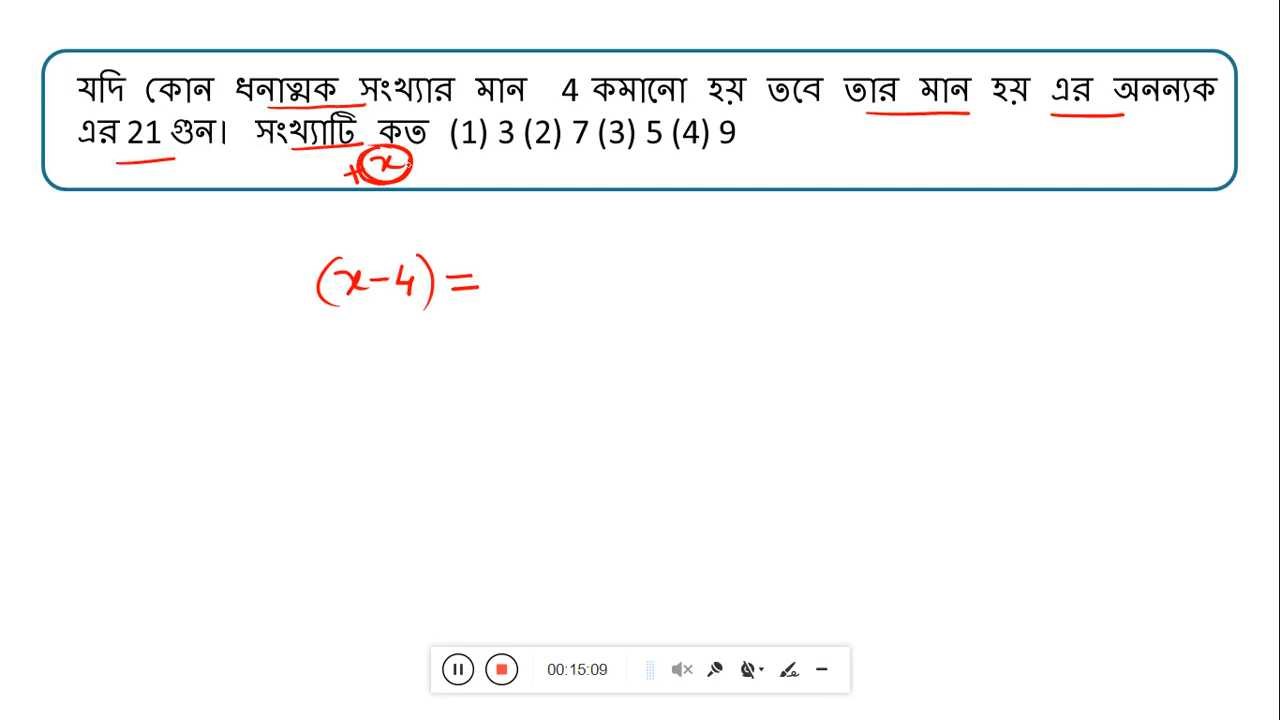 যদি কোন ধনাত্মক সংখ্যার মান 4 কমানো হয় তবে তার মান হয় এর অনন্যক
এর 21 গুন। সংখ্যাটি কত (1) 3 (2) 7 (3) 5 (4) 9
+x
(x-4) =
00:15:09